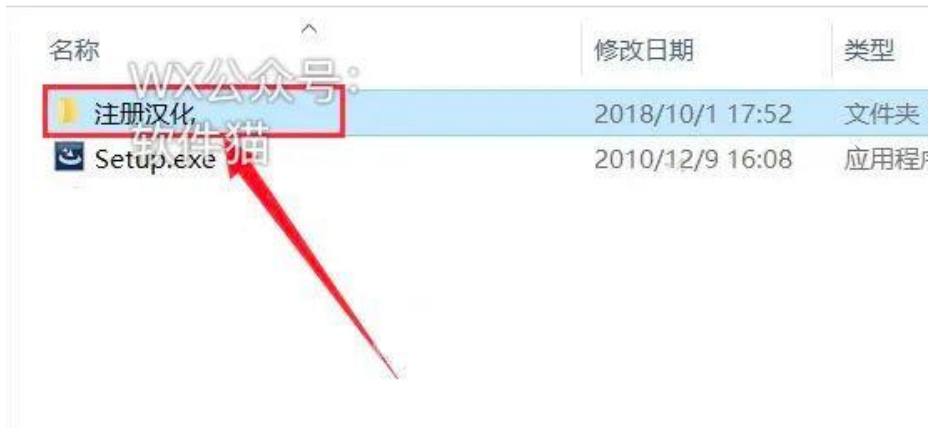 名称 修改日期 类型
WX公众号：
注册汉化 2018/10/1 17:52 文件夹
软件猫
Setup.exe 2010/12/9 16:08 应用程